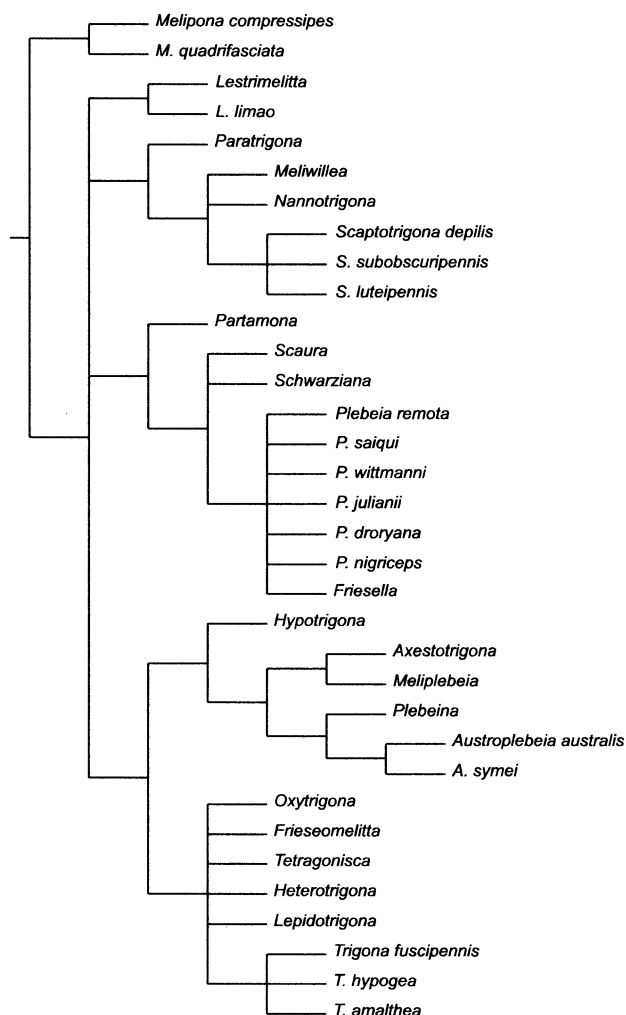 Melipona compressipes
M. quadrifasciata
Lestrimelitta
L. limao
Paratrigona
Meliwillea
Nannotrigona
Scaptotrigona depilis
S. subobscuripennis
S. luteipennis
Partamona
Scaura
Schwarziana
Plebeia remota
P. saiqui
P. wittmanni
P. julianii
P. droryana
P. nigriceps
Friesella
Hypotrigona
Axestotrigona
Meliplebeia
Plebeina
Austroplebeia australis
A. symei
Oxytrigona
Frieseomelitta
Tetragonisca
Heterotrigona
Lepidotrigona
Trigona fuscipennis
T. hypogea
T. amalthea